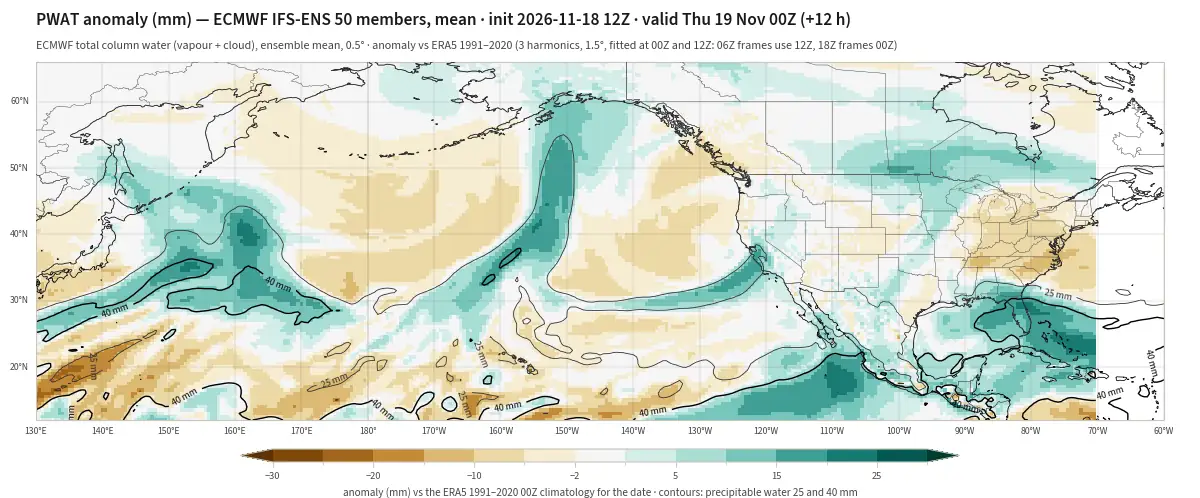 PWAT anomaly (mm) — ECMWF IFS-ENS 50 members, mean · init 2026-11-18 12Z · valid Thu 19 Nov 00Z (+12 h)
ECMWF total column water (vapour + cloud), ensemble mean, 0.5° · anomaly vs ERA5 1991–2020 (3 harmonics, 1.5°, fitted at 00Z and 12Z: 06Z frames use 12Z, 18Z frames 00Z)
60°N
50°N
40°N
30°N
20°N
40 mm
40 mm
25 mm
25 mm
40 mm
mm
25 mm
40 mm
25 mm
40 mm
40 mm
25 mm
40 mm
40 mm
40 mm
130°E 140°E 150°E 160°E 170°E 180° 170°W 160°W 150°W 140°W 130°W 120°W 110°W 100°W 90°W 80°W 70°W 60°W
−30 −20 −10 −2 5 15 25
anomaly (mm) vs the ERA5 1991–2020 00Z climatology for the date · contours: precipitable water 25 and 40 mm